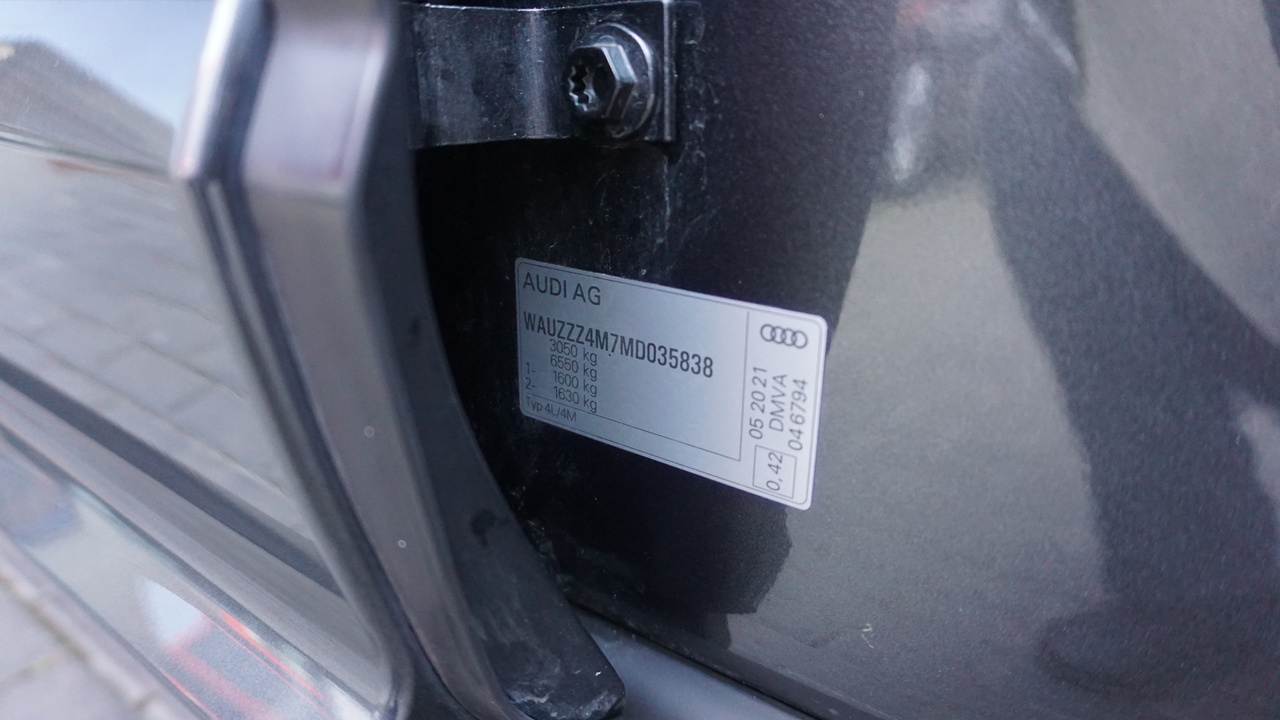 AUDI AG
WAUZZZ4M7MD035838
3050 kg
6550 kg
1- 1600 kg
2- 1630 kg
Typ 4L/4M
05 2021
DMVA
046794
0,42